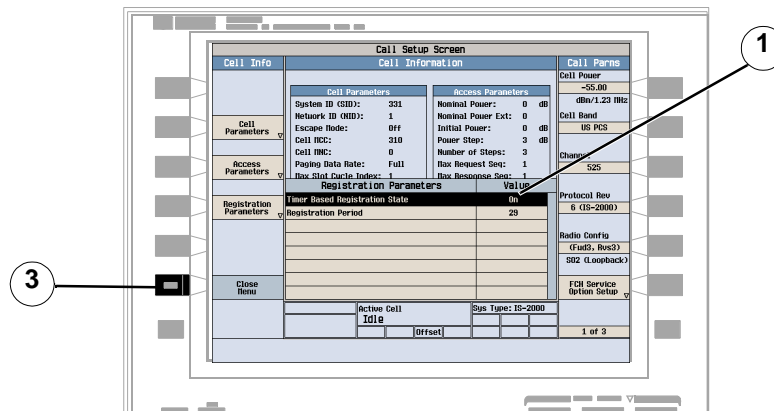 1
Call Setup Screen
Cell Info
Cell Information
Call Parms
Cell Power
-55.00
dBm/1.23 MHz
Cell Band
US PCS
Channel
525
Protocol Rev
6 (IS-2000)
Radio Config
(Fwd3, Rvs3)
SO2 (Loopback)
FCH Service
Option Setup
1 of 3
Cell Parameters
System ID (SID): 331
Network ID (NID): 1
Escape Mode: Off
Cell MCC: 310
Cell MNC: 0
Paging Data Rate: Full
Max Slot Cycle Index: 1
Access Parameters
Nominal Power: 0 dB
Nominal Power Ext: 0
Initial Power: 0 dB
Power Step: 3 dB
Number of Steps: 3
Max Request Seq: 1
Max Response Seq: 1
Cell
Parameters
Access
Parameters
Registration
Parameters
Close
Menu
Registration Parameters Value
Timer Based Registration State On
Registration Period 29
Active Cell
Idle
Sys Type: IS-2000
Offset
3